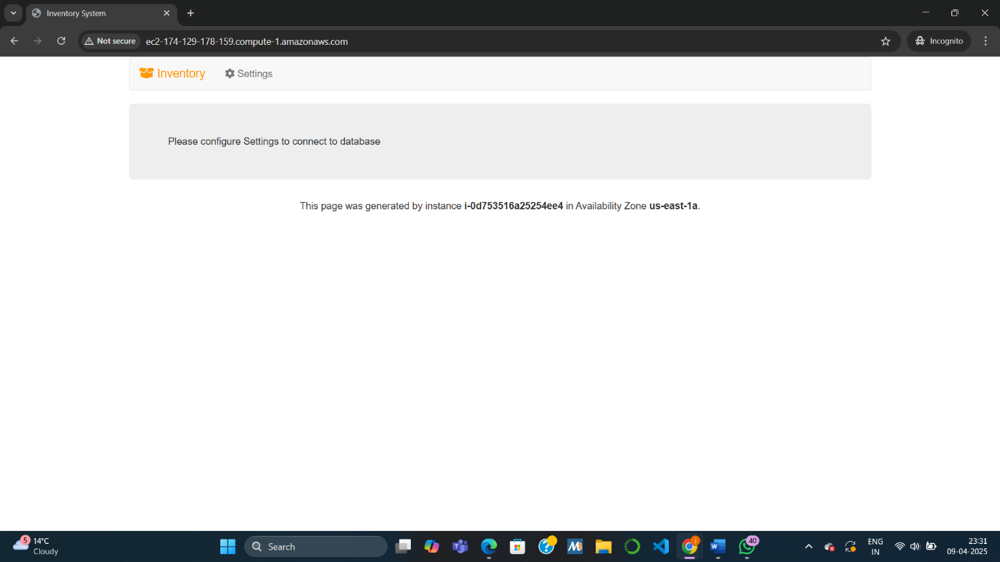 Inventory System
Not secure
ec2-174-129-178-159.compute-1.amazonaws.com
Incognito
Inventory
Settings
Please configure Settings to connect to database
This page was generated by instance i-0d753516a25254ee4 in Availability Zone us-east-1a.
5
14°C
Cloudy
Search
40
ENG
IN
23:31
09-04-2025